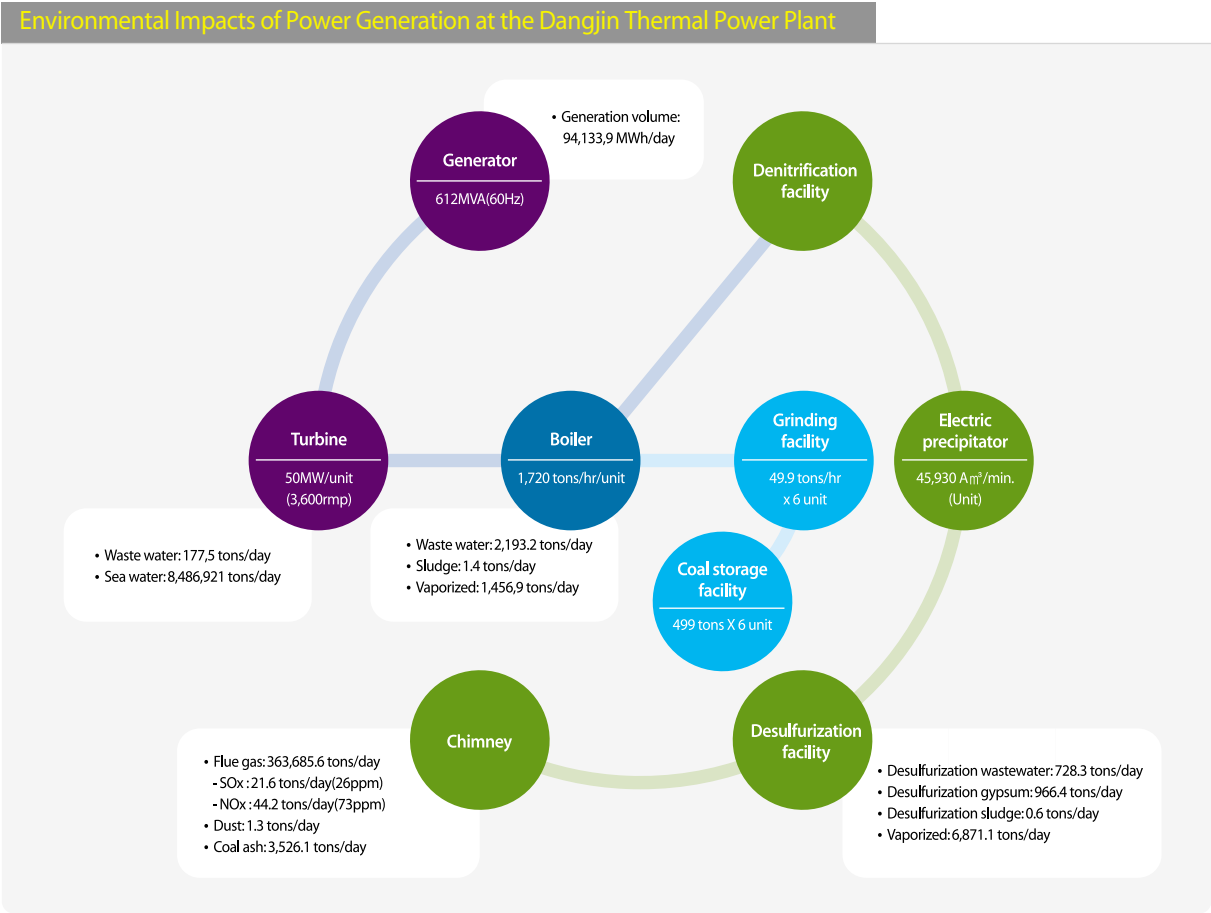 Environmental Impacts of Power Generation at the Dangjin Thermal Power Plant
• Generation volume:
94,133,9 MWh/day
Generator
612MVA(60Hz)
Denitrification
facility
Turbine
50MW/unit
(3,600rmp)
Boiler
1,720 tons/hr/unit
Grinding
facility
49.9 tons/hr
x 6 unit
Electric
precipitator
45,930 A㎥/min.
(Unit)
• Waste water: 177,5 tons/day
• Sea water: 8,486,921 tons/day
• Waste water: 2,193.2 tons/day
• Sludge: 1.4 tons/day
• Vaporized: 1,456,9 tons/day
Coal storage
facility
499 tons X 6 unit
Chimney
Desulfurization
facility
• Flue gas: 363,685.6 tons/day
- SOx : 21.6 tons/day(26ppm)
- NOx : 44.2 tons/day(73ppm)
• Dust: 1.3 tons/day
• Coal ash: 3,526.1 tons/day
• Desulfurization wastewater: 728.3 tons/day
• Desulfurization gypsum: 966.4 tons/day
• Desulfurization sludge: 0.6 tons/day
• Vaporized: 6,871.1 tons/day